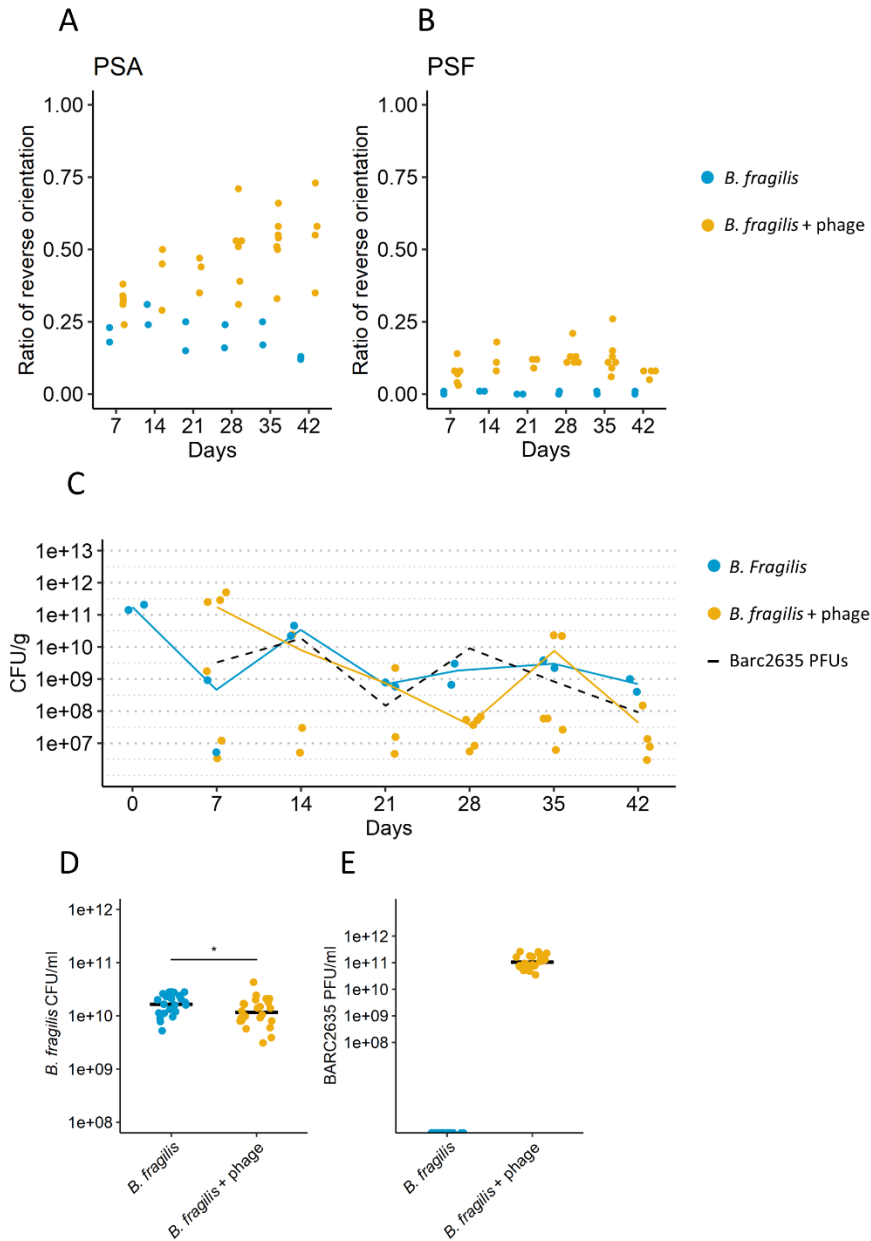 A
B
PSA
PSF
1.00
0.75
0.50
0.25
0.00
Ratio of reverse orientation
7 14 21 28 35 42
Days
1.00
0.75
0.50
0.25
0.00
Ratio of reverse orientation
7 14 21 28 35 42
Days
B. fragilis
B. fragilis + phage
C
1e+13
1e+12
1e+11
1e+10
1e+09
1e+08
1e+07
CFU/g
0 7 14 21 28 35 42
Days
B. Fragilis
B. fragilis + phage
Barc2635 PFUs
D
1e+12
1e+11
1e+10
1e+09
1e+08
B. fragilis CFU/ml
*
B. fragilis
B. fragilis + phage
E
1e+12
1e+11
1e+10
1e+09
1e+08
BARC2635 PFU/ml
B. fragilis
B. fragilis + phage